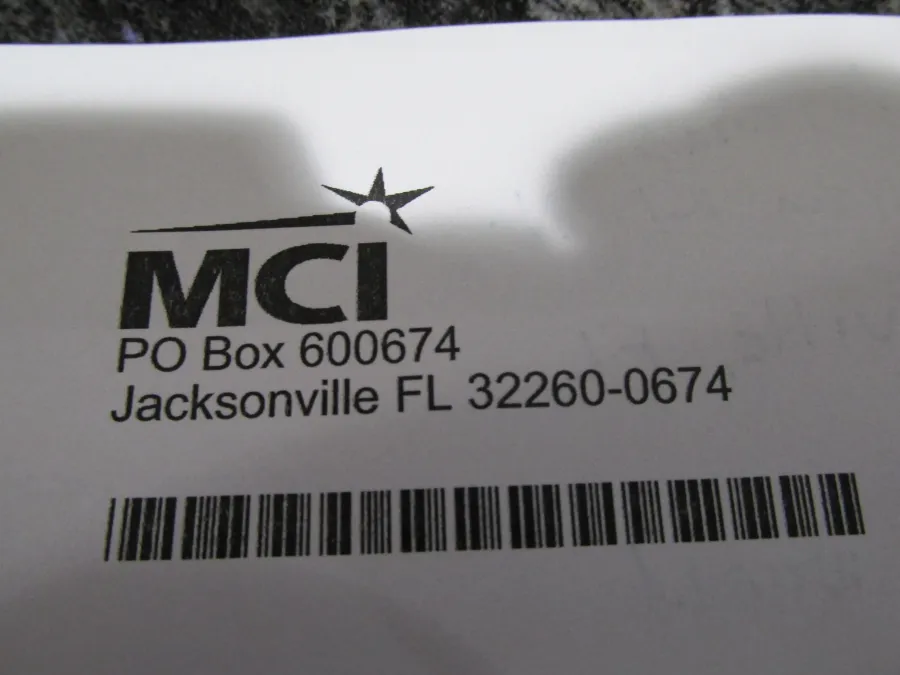 MCI
PO Box 600674
Jacksonville FL 32260-0674